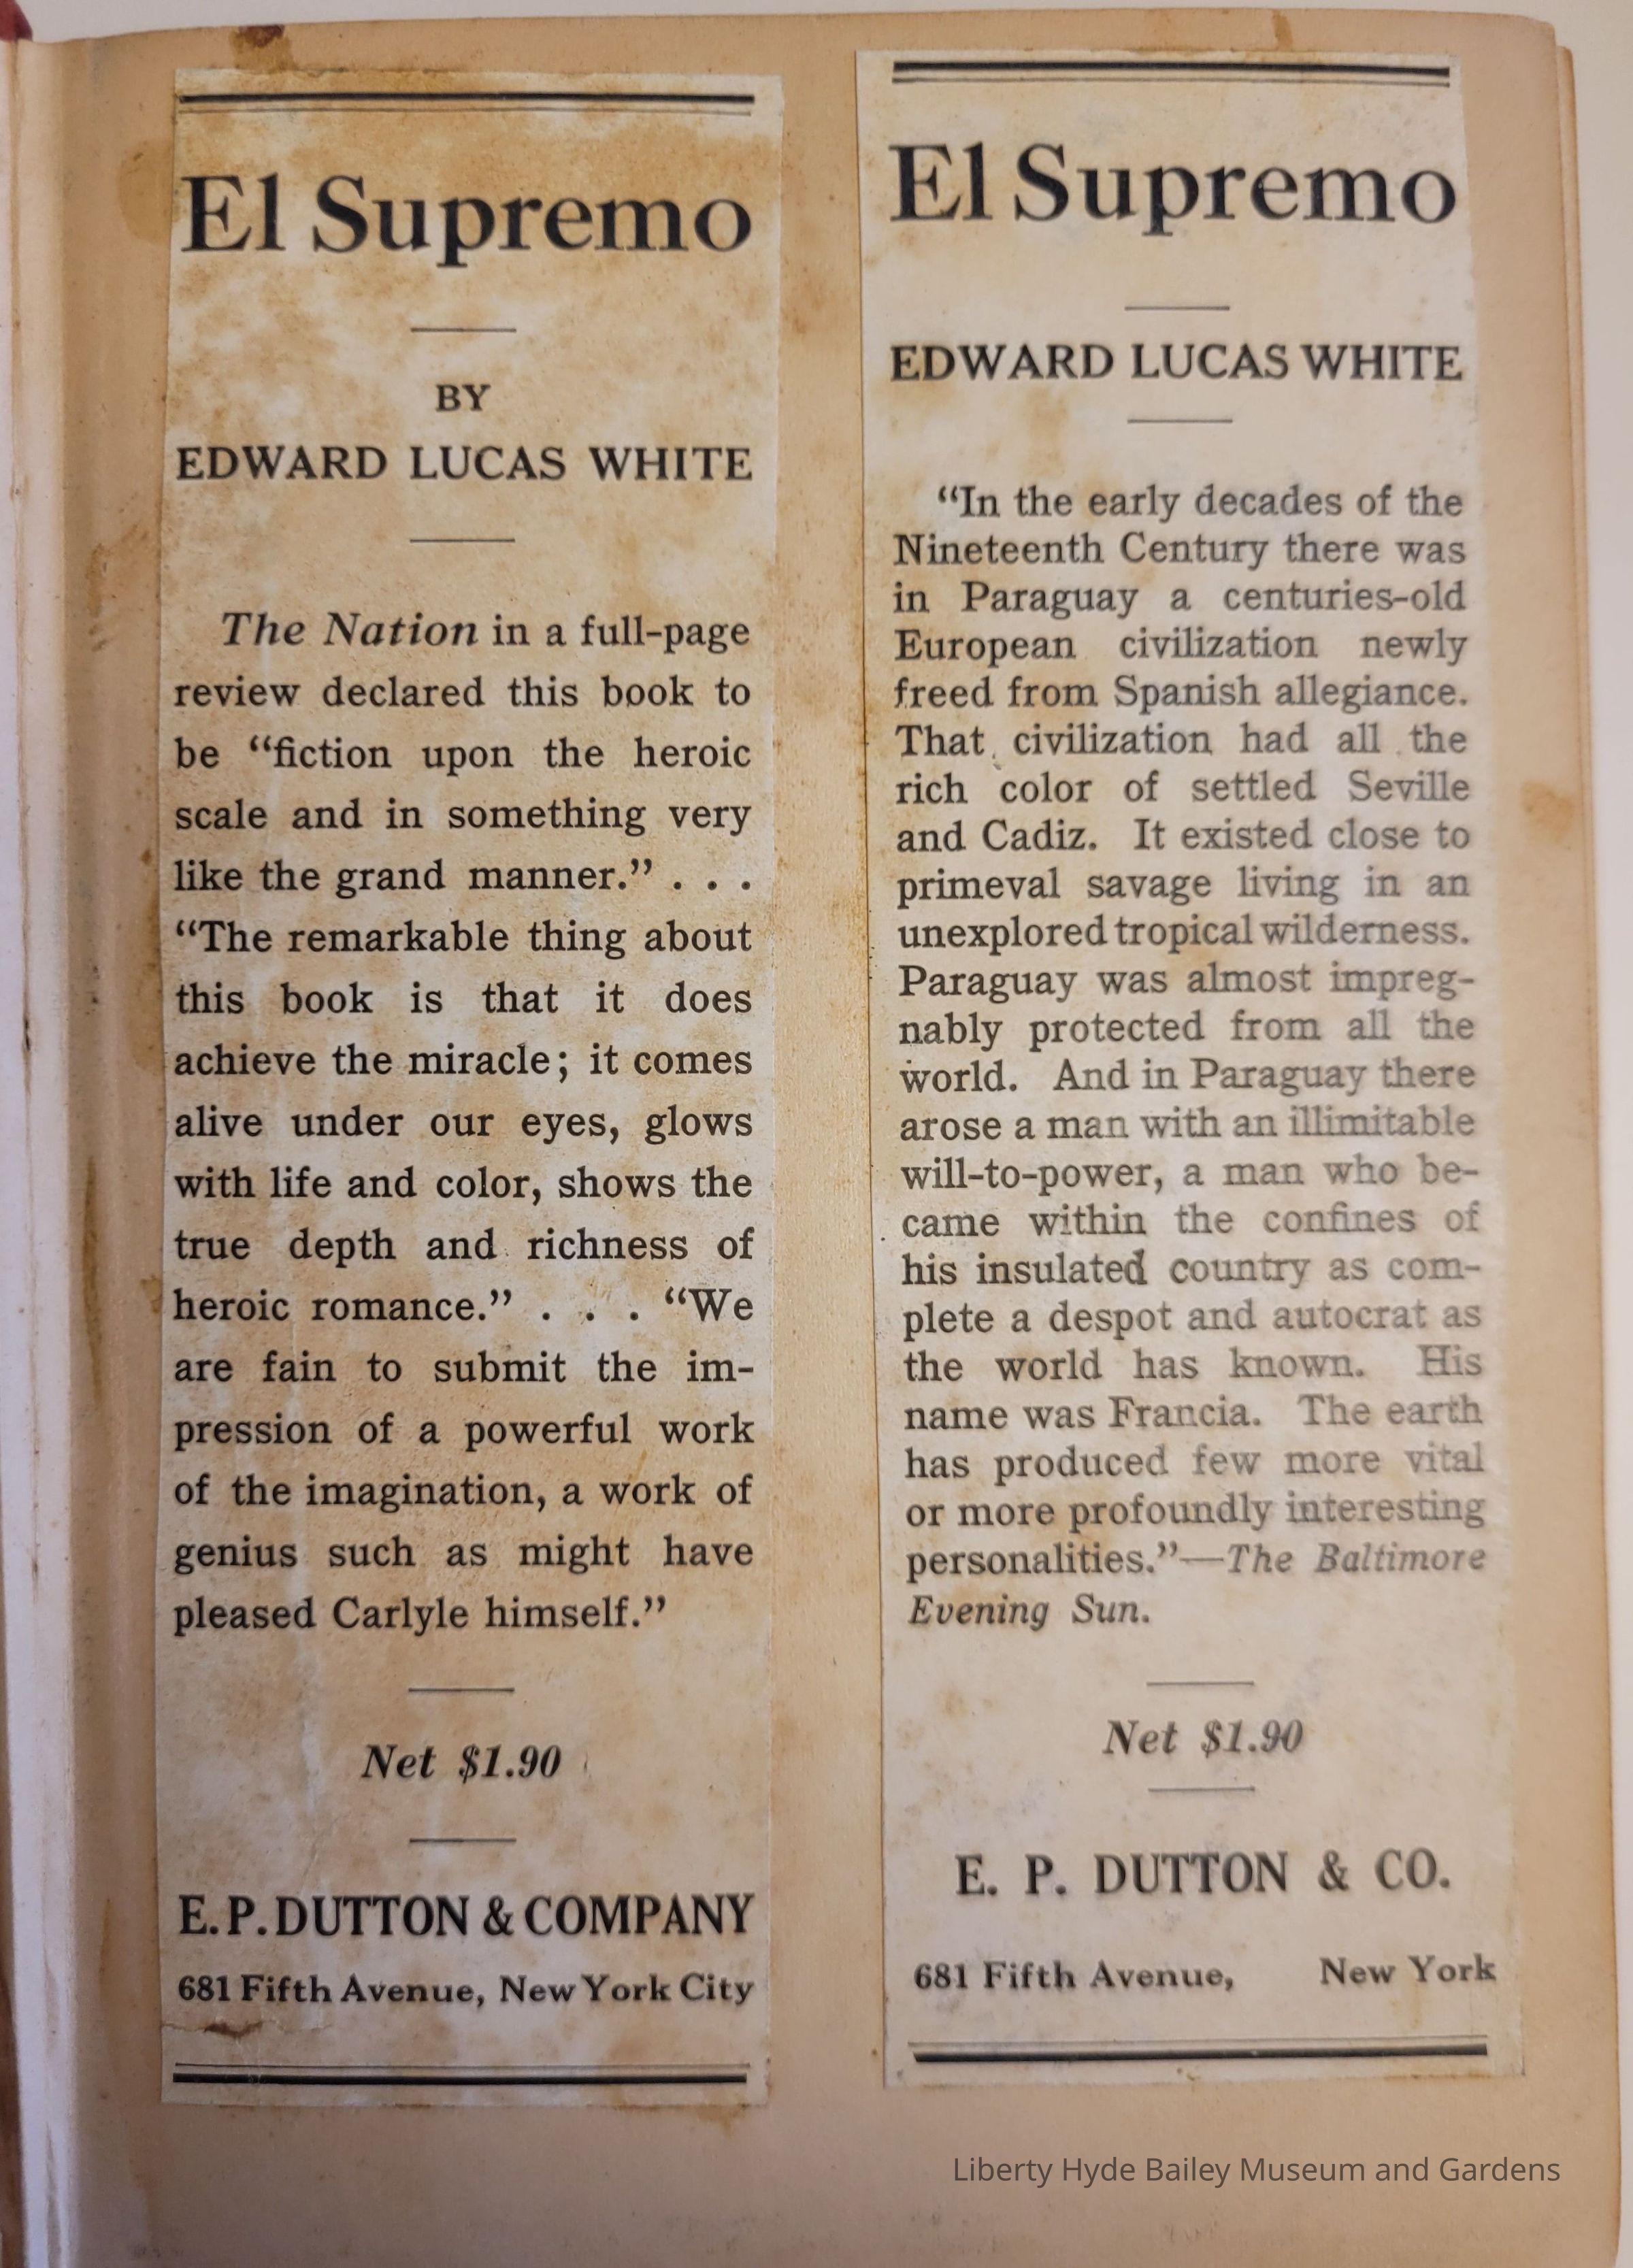 El Supremo
BY
EDWARD LUCAS WHITE
The Nation in a full-page
review declared this book to
be “fiction upon the heroic
scale and in something very
like the grand manner.” . . .
“The remarkable thing about
this book is that it does
achieve the miracle; it comes
alive under our eyes, glows
with life and color, shows the
true depth and richness of
heroic romance.” . . . “We
are fain to submit the im-
pression of a powerful work
of the imagination, a work of
genius such as might have
pleased Carlyle himself.”
Net $1.90
E. P. DUTTON & COMPANY
681 Fifth Avenue, New York City
El Supremo
EDWARD LUCAS WHITE
“In the early decades of the
Nineteenth Century there was
in Paraguay a centuries-old
European civilization newly
freed from Spanish allegiance.
That civilization had all the
rich color of settled Seville
and Cadiz. It existed close to
primeval savage living in an
unexplored tropical wilderness.
Paraguay was almost impreg-
nably protected from all the
world. And in Paraguay there
arose a man with an illimitable
will-to-power, a man who be-
came within the confines of
his insulated country as com-
plete a despot and autocrat as
the world has known. His
name was Francia. The earth
has produced few more vital
or more profoundly interesting
personalities.”—The Baltimore
Evening Sun.
Net $1.90
E. P. DUTTON & CO.
681 Fifth Avenue, New York
Liberty Hyde Bailey Museum and Gardens